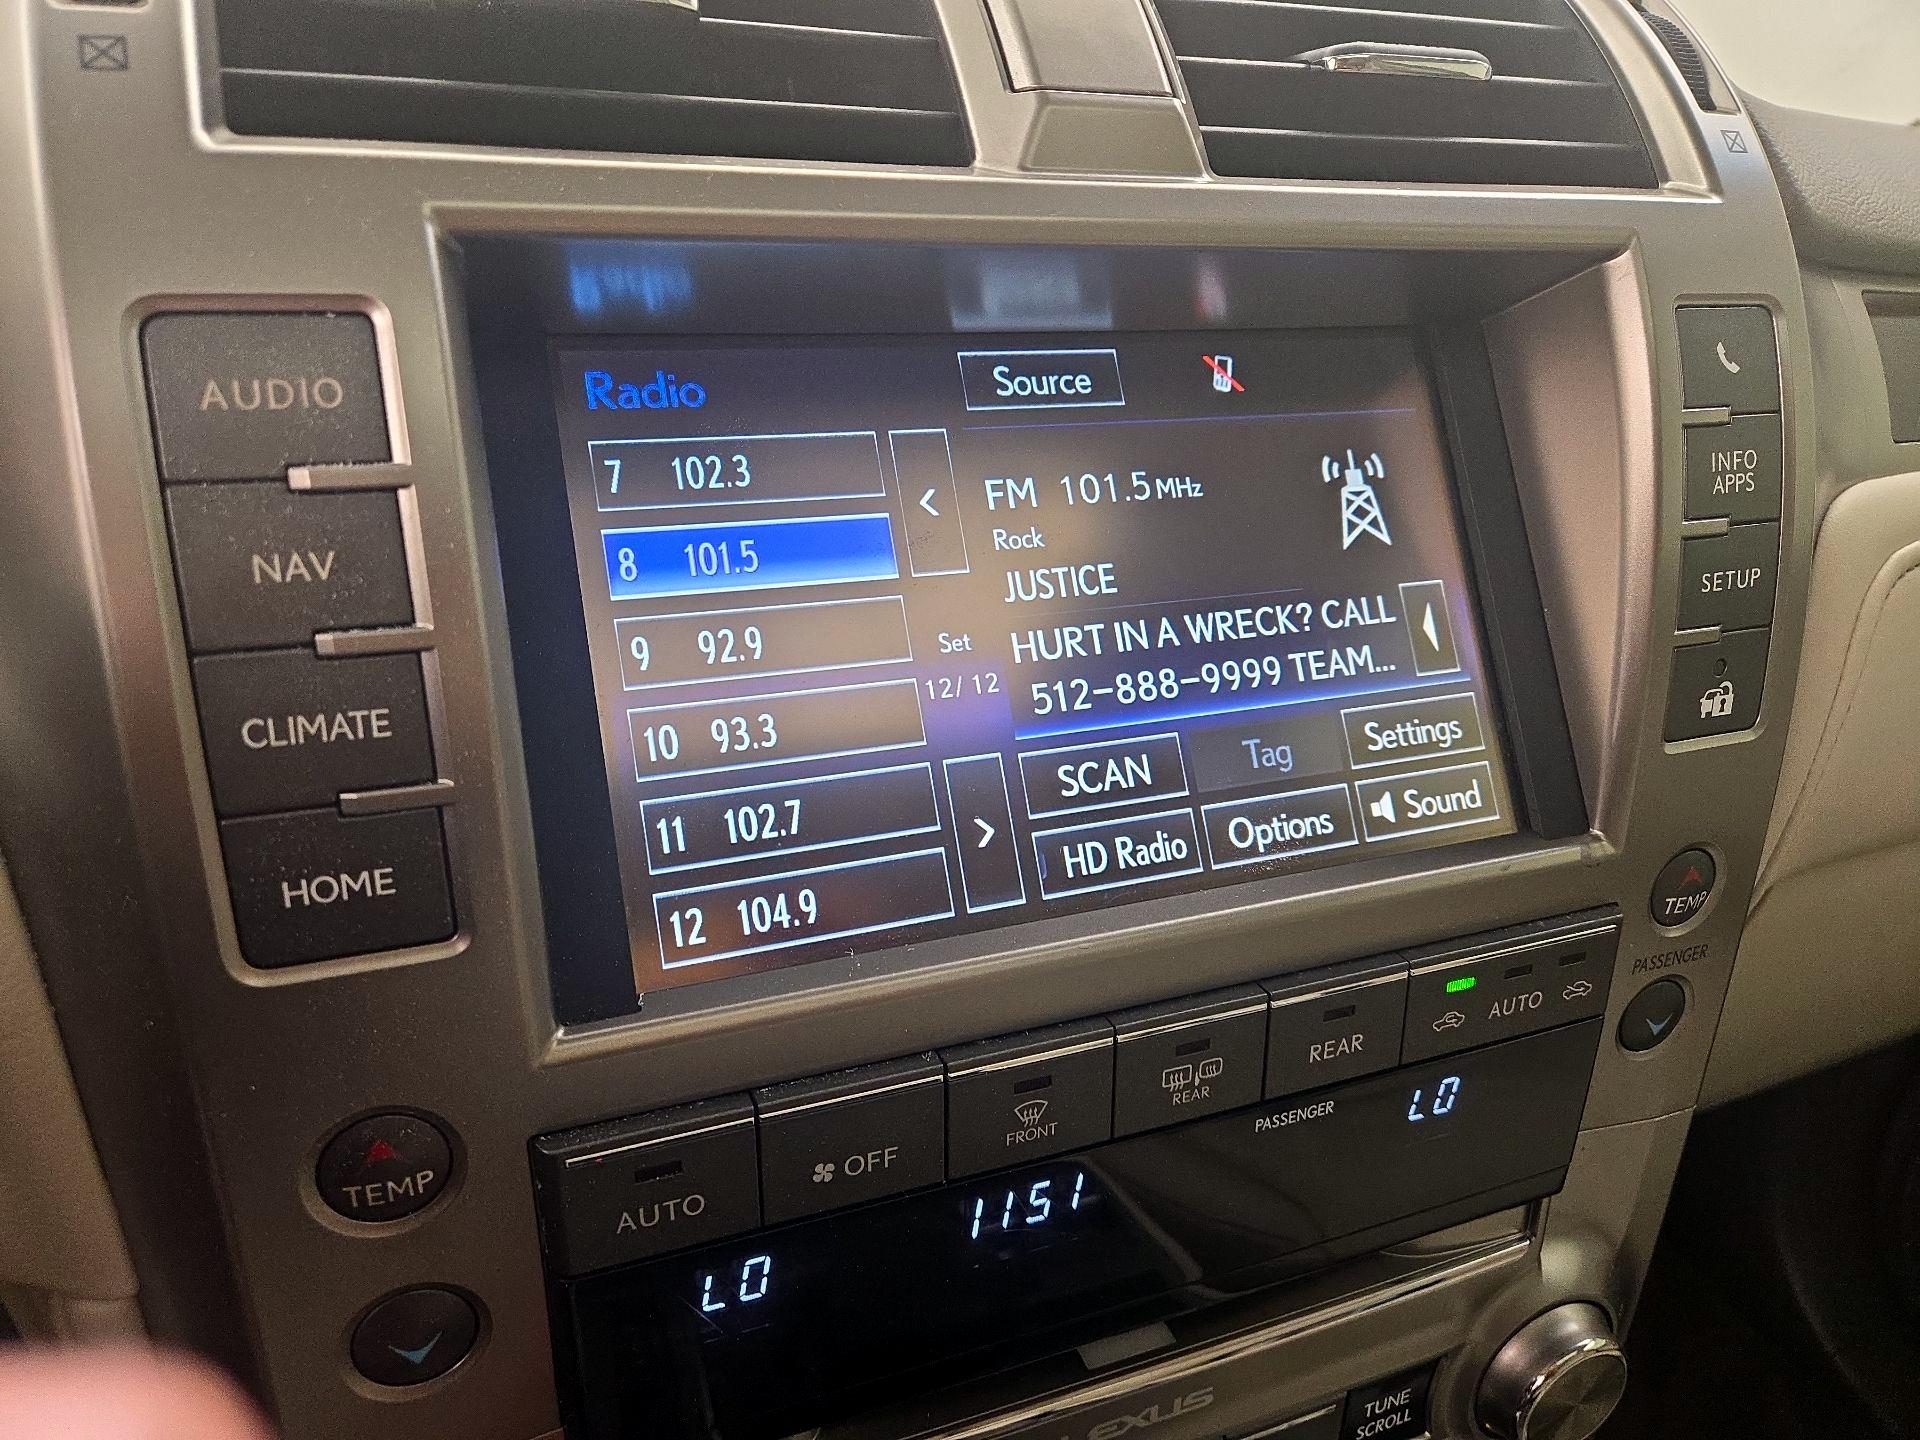 AUDIO
NAV
CLIMATE
HOME
Radio
Source
7 102.3
8 101.5
9 92.9
10 93.3
11 102.7
12 104.9
<
Set
12/ 12
>
FM 101.5 MHz
Rock
JUSTICE
HURT IN A WRECK? CALL
512-888-9999 TEAM...
SCAN
Tag
Settings
HD Radio
Options
Sound
INFO
APPS
SETUP
TEMP
PASSENGER
TEMP
AUTO
OFF
FRONT
REAR
REAR
AUTO
PASSENGER
LO
1151
LO
LEXUS
TUNE
SCROLL